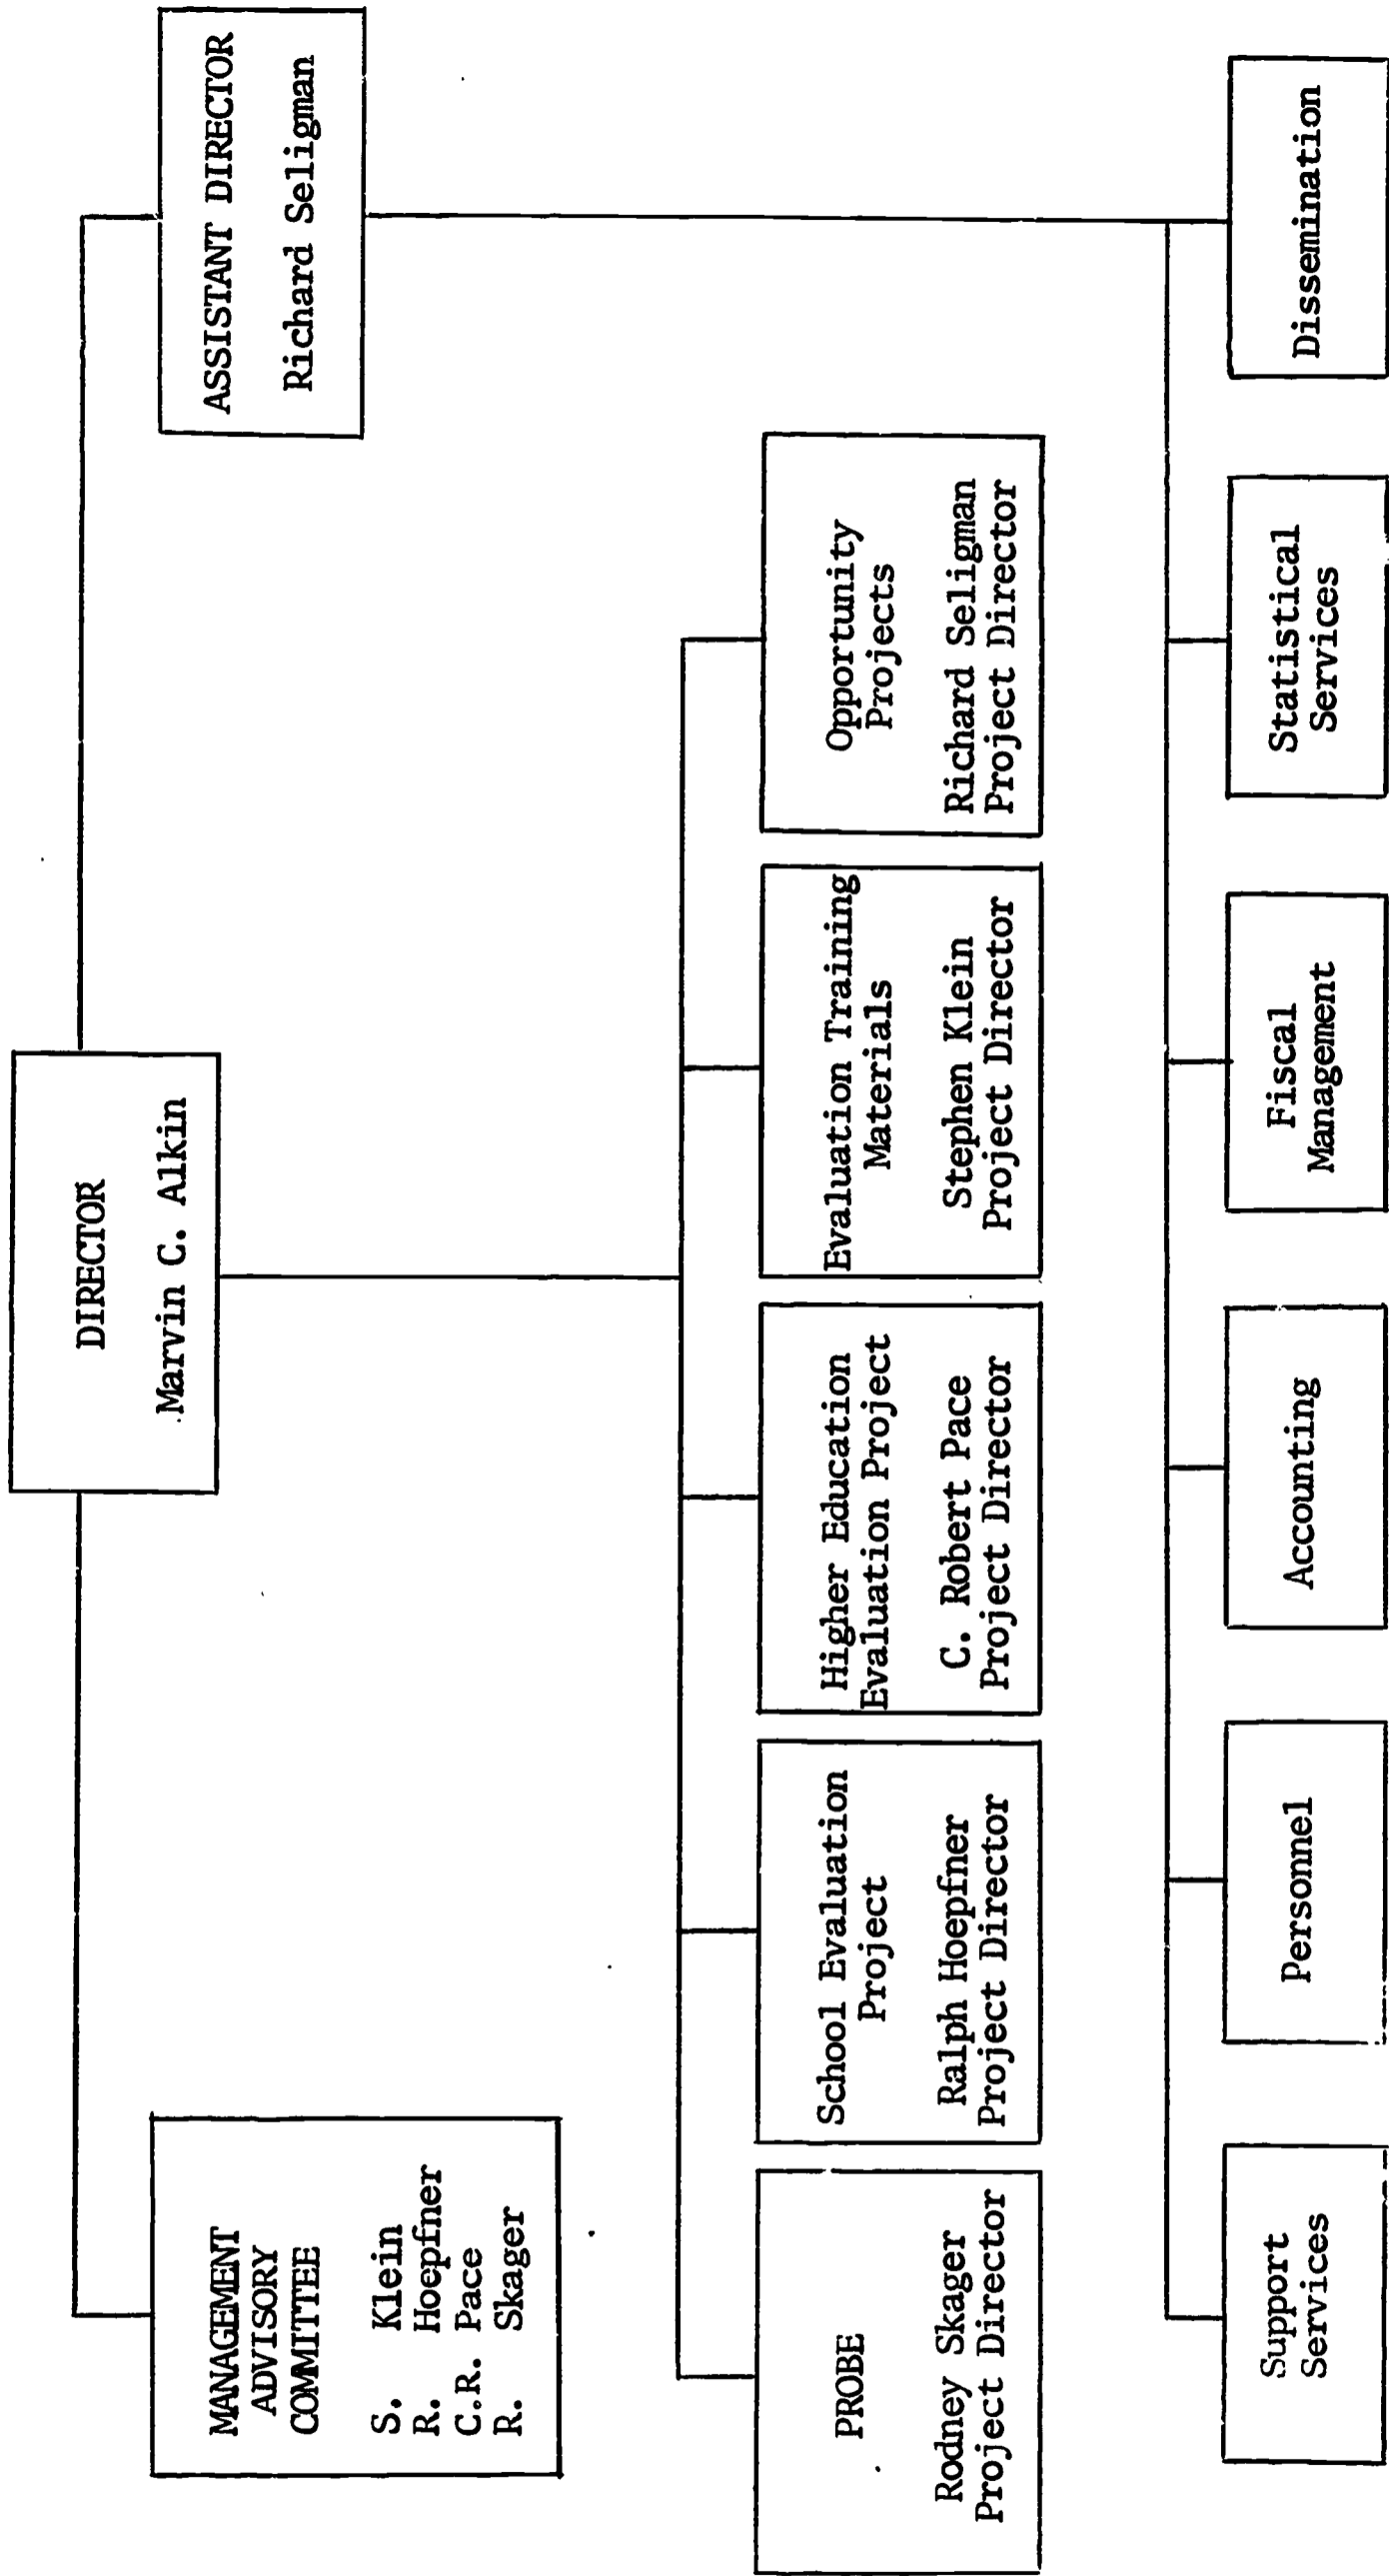 DIRECTOR
Marvin C. Alkin
MANAGEMENT
ADVISORY
COMMITTEE
S. Klein
R. Hoepfner
C.R. Pace
R. Skager
ASSISTANT DIRECTOR
Richard Seligman
PROBE
Rodney Skager
Project Director
School Evaluation
Project
Ralph Hoepfner
Project Director
Higher Education
Evaluation Project
C. Robert Pace
Project Director
Evaluation Training
Materials
Stephen Klein
Project Director
Opportunity
Projects
Richard Seligman
Project Director
Support
Services
Personnel
Accounting
Fiscal
Management
Statistical
Services
Dissemination